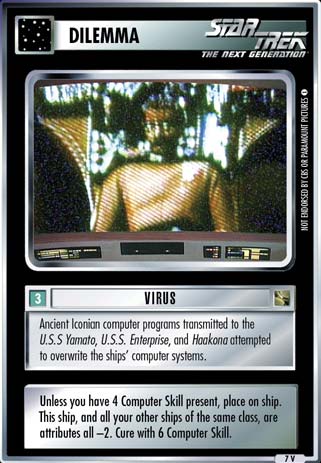 DILEMMA
STAR TREK
THE NEXT GENERATION
NOT ENDORSED BY CBS OR PARAMOUNT PICTURES
3
VIRUS
Ancient Iconian computer programs transmitted to the
U.S.S Yamato, U.S.S. Enterprise, and Haakona attempted
to overwrite the ships' computer systems.
Unless you have 4 Computer Skill present, place on ship.
This ship, and all your other ships of the same class, are
attributes all –2. Cure with 6 Computer Skill.
7 V